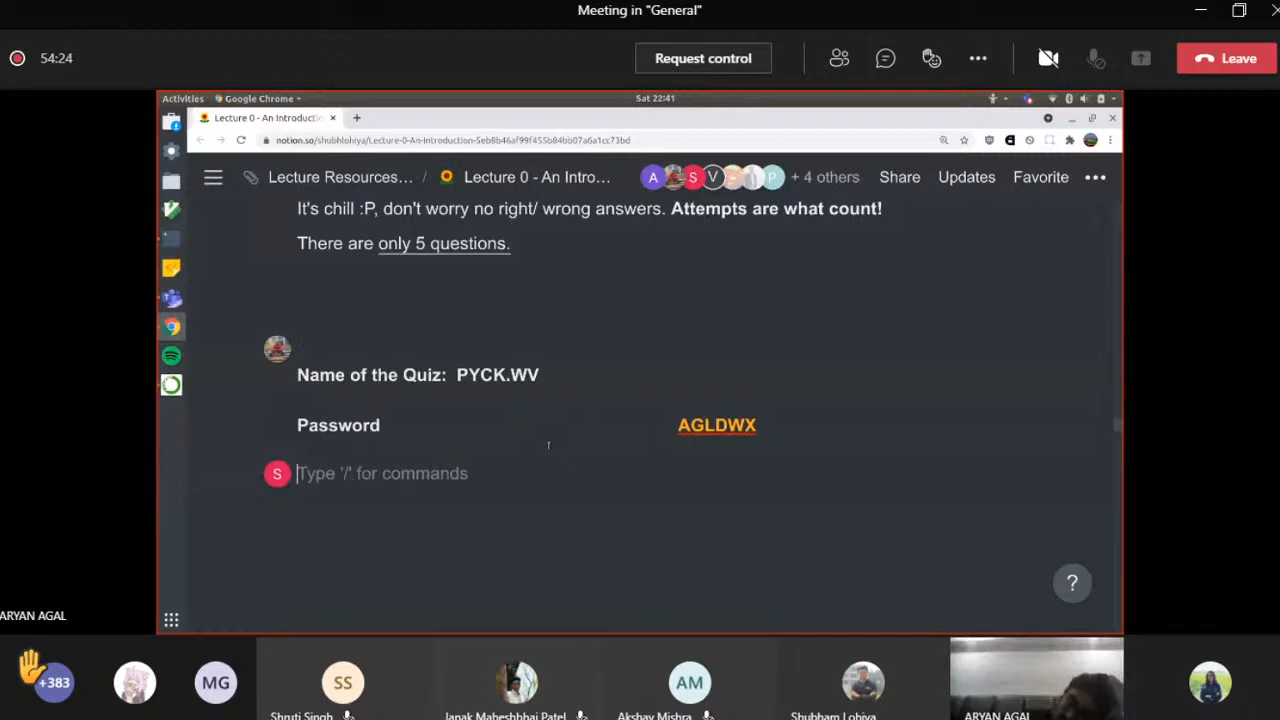 Meeting in "General"
54:24
Request control
Leave
Activities
Google Chrome
Sat 22:41
Lecture 0 - An Introductin
notion.so/shubhlohiya/Lecture-0-An-Introduction-5eb8b46af99f455b84bb07a6a1cc73bd
Lecture Resources... / Lecture 0 - An Intro...
A S V P + 4 others
Share
Updates
Favorite
It's chill :P, don't worry no right/ wrong answers. Attempts are what count!
There are only 5 questions.
Name of the Quiz: PYCK.WV
Password AGLDWX
S Type '/' for commands
?
ARYAN AGAL
+383
MG
SS
AM
Shruti Singh
Janak Maheshbhai Patel
Akshay Mishra
Shubham Lohiya
ARYAN AGAL